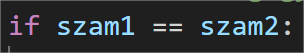 if szam1 == szam2: